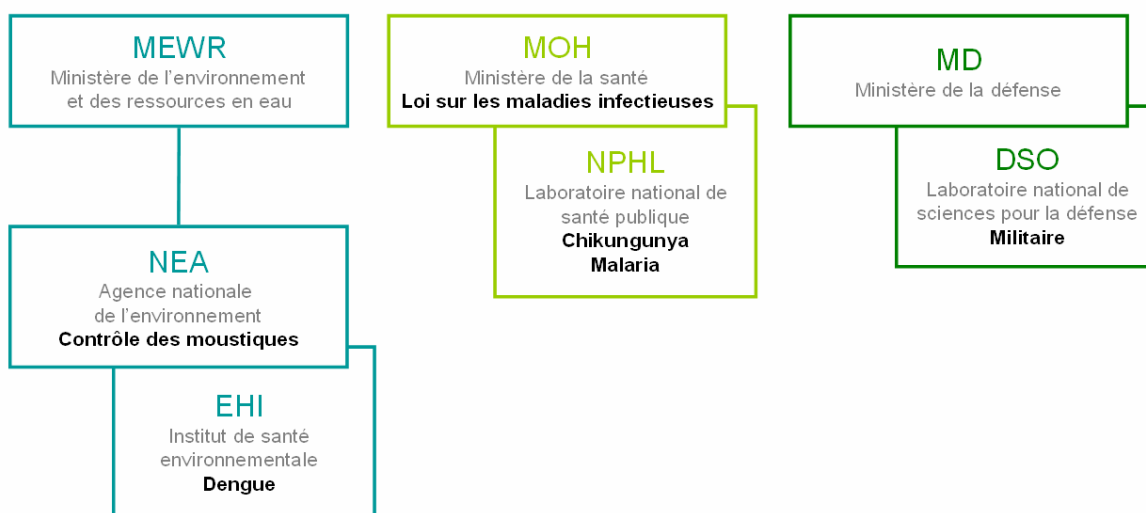 MEWR
Ministère de l'environnement
et des ressources en eau
NEA
Agence nationale
de l'environnement
Contrôle des moustiques
EHI
Institut de santé
environnementale
Dengue
MOH
Ministère de la santé
Loi sur les maladies infectieuses
NPHL
Laboratoire national de
santé publique
Chikungunya
Malaria
MD
Ministère de la défense
DSO
Laboratoire national de
sciences pour la défense
Militaire